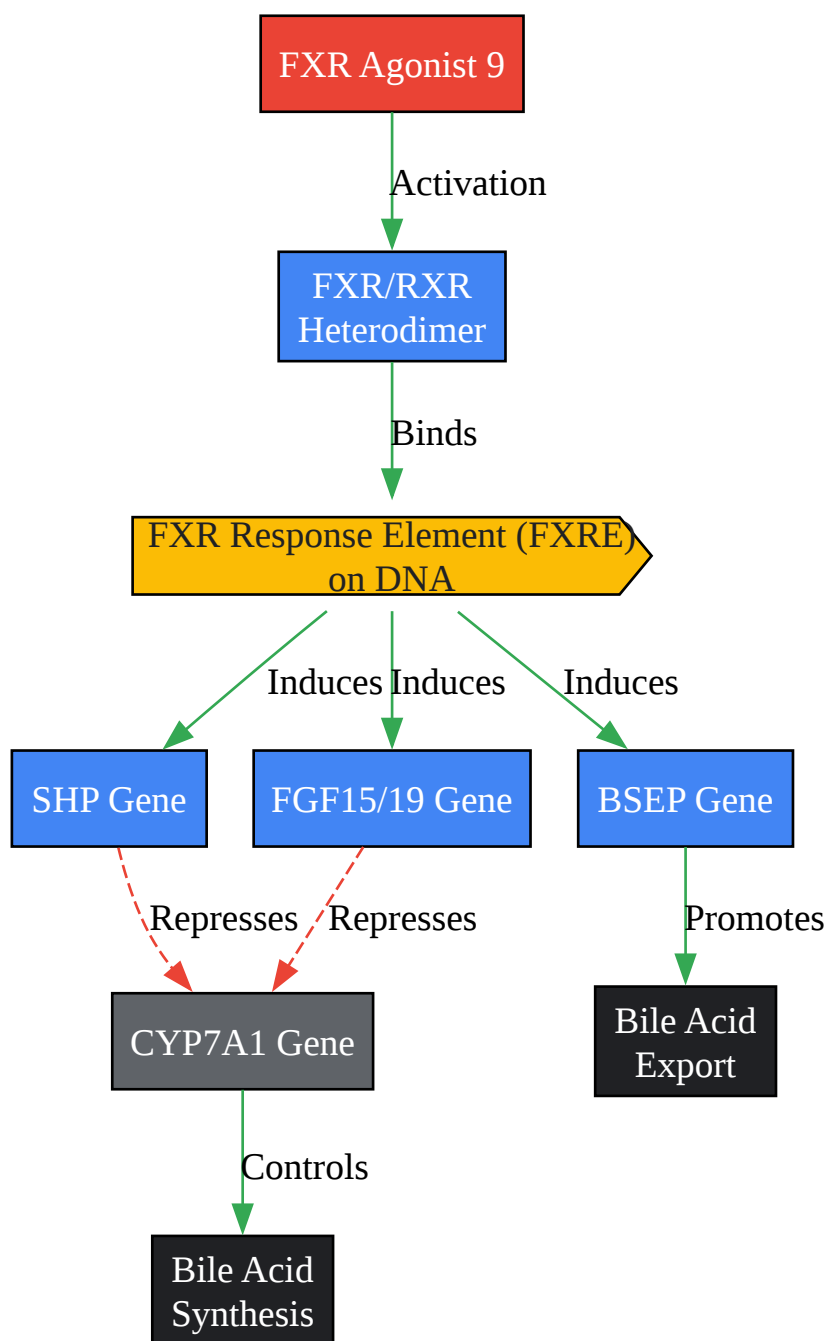 FXR Agonist 9
Activation
FXR/RXR
Heterodimer
Binds
FXR Response Element (FXRE)
on DNA
Induces
Induces
Induces
SHP Gene
FGF15/19 Gene
BSEP Gene
Represses
Represses
Promotes
CYP7A1 Gene
Bile Acid
Export
Controls
Bile Acid
Synthesis